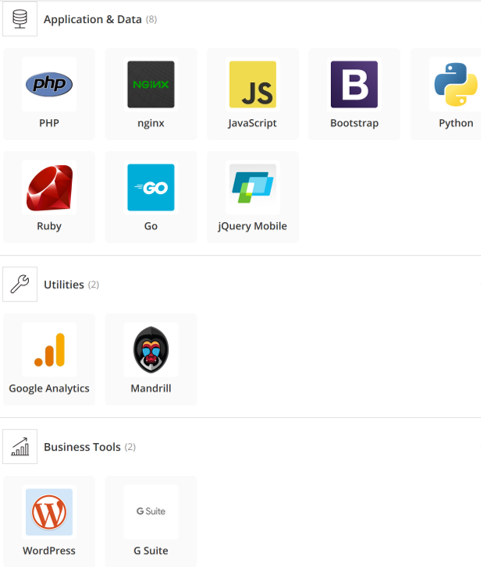 Application & Data (8)
php
NGINX
JS
B
PHP
nginx
JavaScript
Bootstrap
Python
GO
Ruby
Go
jQuery Mobile
Utilities (2)
Google Analytics
Mandrill
Business Tools (2)
W
G Suite
WordPress
G Suite